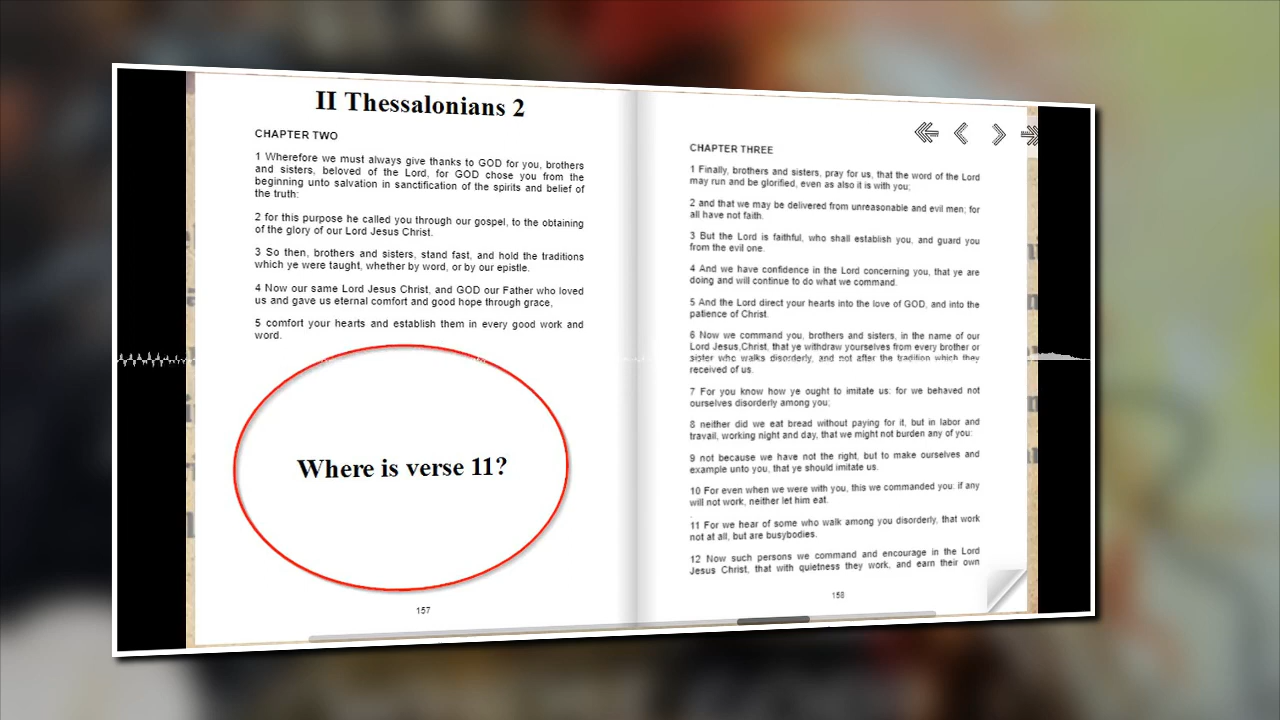 II Thessalonians 2
CHAPTER TWO
1 Wherefore we must always give thanks to GOD for you, brothers
and sisters, beloved of the Lord, for GOD chose you from the
beginning unto salvation in sanctification of the spirits and belief of
the truth:
2 for this purpose he called you through our gospel, to the obtaining
of the glory of our Lord Jesus Christ.
3 So then, brothers and sisters, stand fast, and hold the traditions
which ye were taught, whether by word, or by our epistle.
4 Now our same Lord Jesus Christ, and GOD our Father who loved
us and gave us eternal comfort and good hope through grace,
5 comfort your hearts and establish them in every good work and
word.
Where is verse 11?
157
CHAPTER THREE
1 Finally, brothers and sisters, pray for us, that the word of the Lord
may run and be glorified, even as also it is with you;
2 and that we may be delivered from unreasonable and evil men; for
all have not faith.
3 But the Lord is faithful, who shall establish you, and guard you
from the evil one.
4 And we have confidence in the Lord concerning you, that ye are
doing and will continue to do what we command.
5 And the Lord direct your hearts into the love of GOD, and into the
patience of Christ.
6 Now we command you, brothers and sisters, in the name of our
Lord Jesus Christ, that ye withdraw yourselves from every brother or
sister who walks disorderly, and not after the tradition which they
received of us.
7 For you know how ye ought to imitate us: for we behaved not
ourselves disorderly among you;
8 neither did we eat bread without paying for it, but in labor and
travail, working night and day, that we might not burden any of you:
9 not because we have not the right, but to make ourselves and
example unto you, that ye should imitate us.
10 For even when we were with you, this we commanded you: if any
will not work, neither let him eat.
11 For we hear of some who walk among you disorderly, that work
not at all, but are busybodies.
12 Now such persons we command and encourage in the Lord
Jesus Christ, that with quietness they work, and earn their own
158